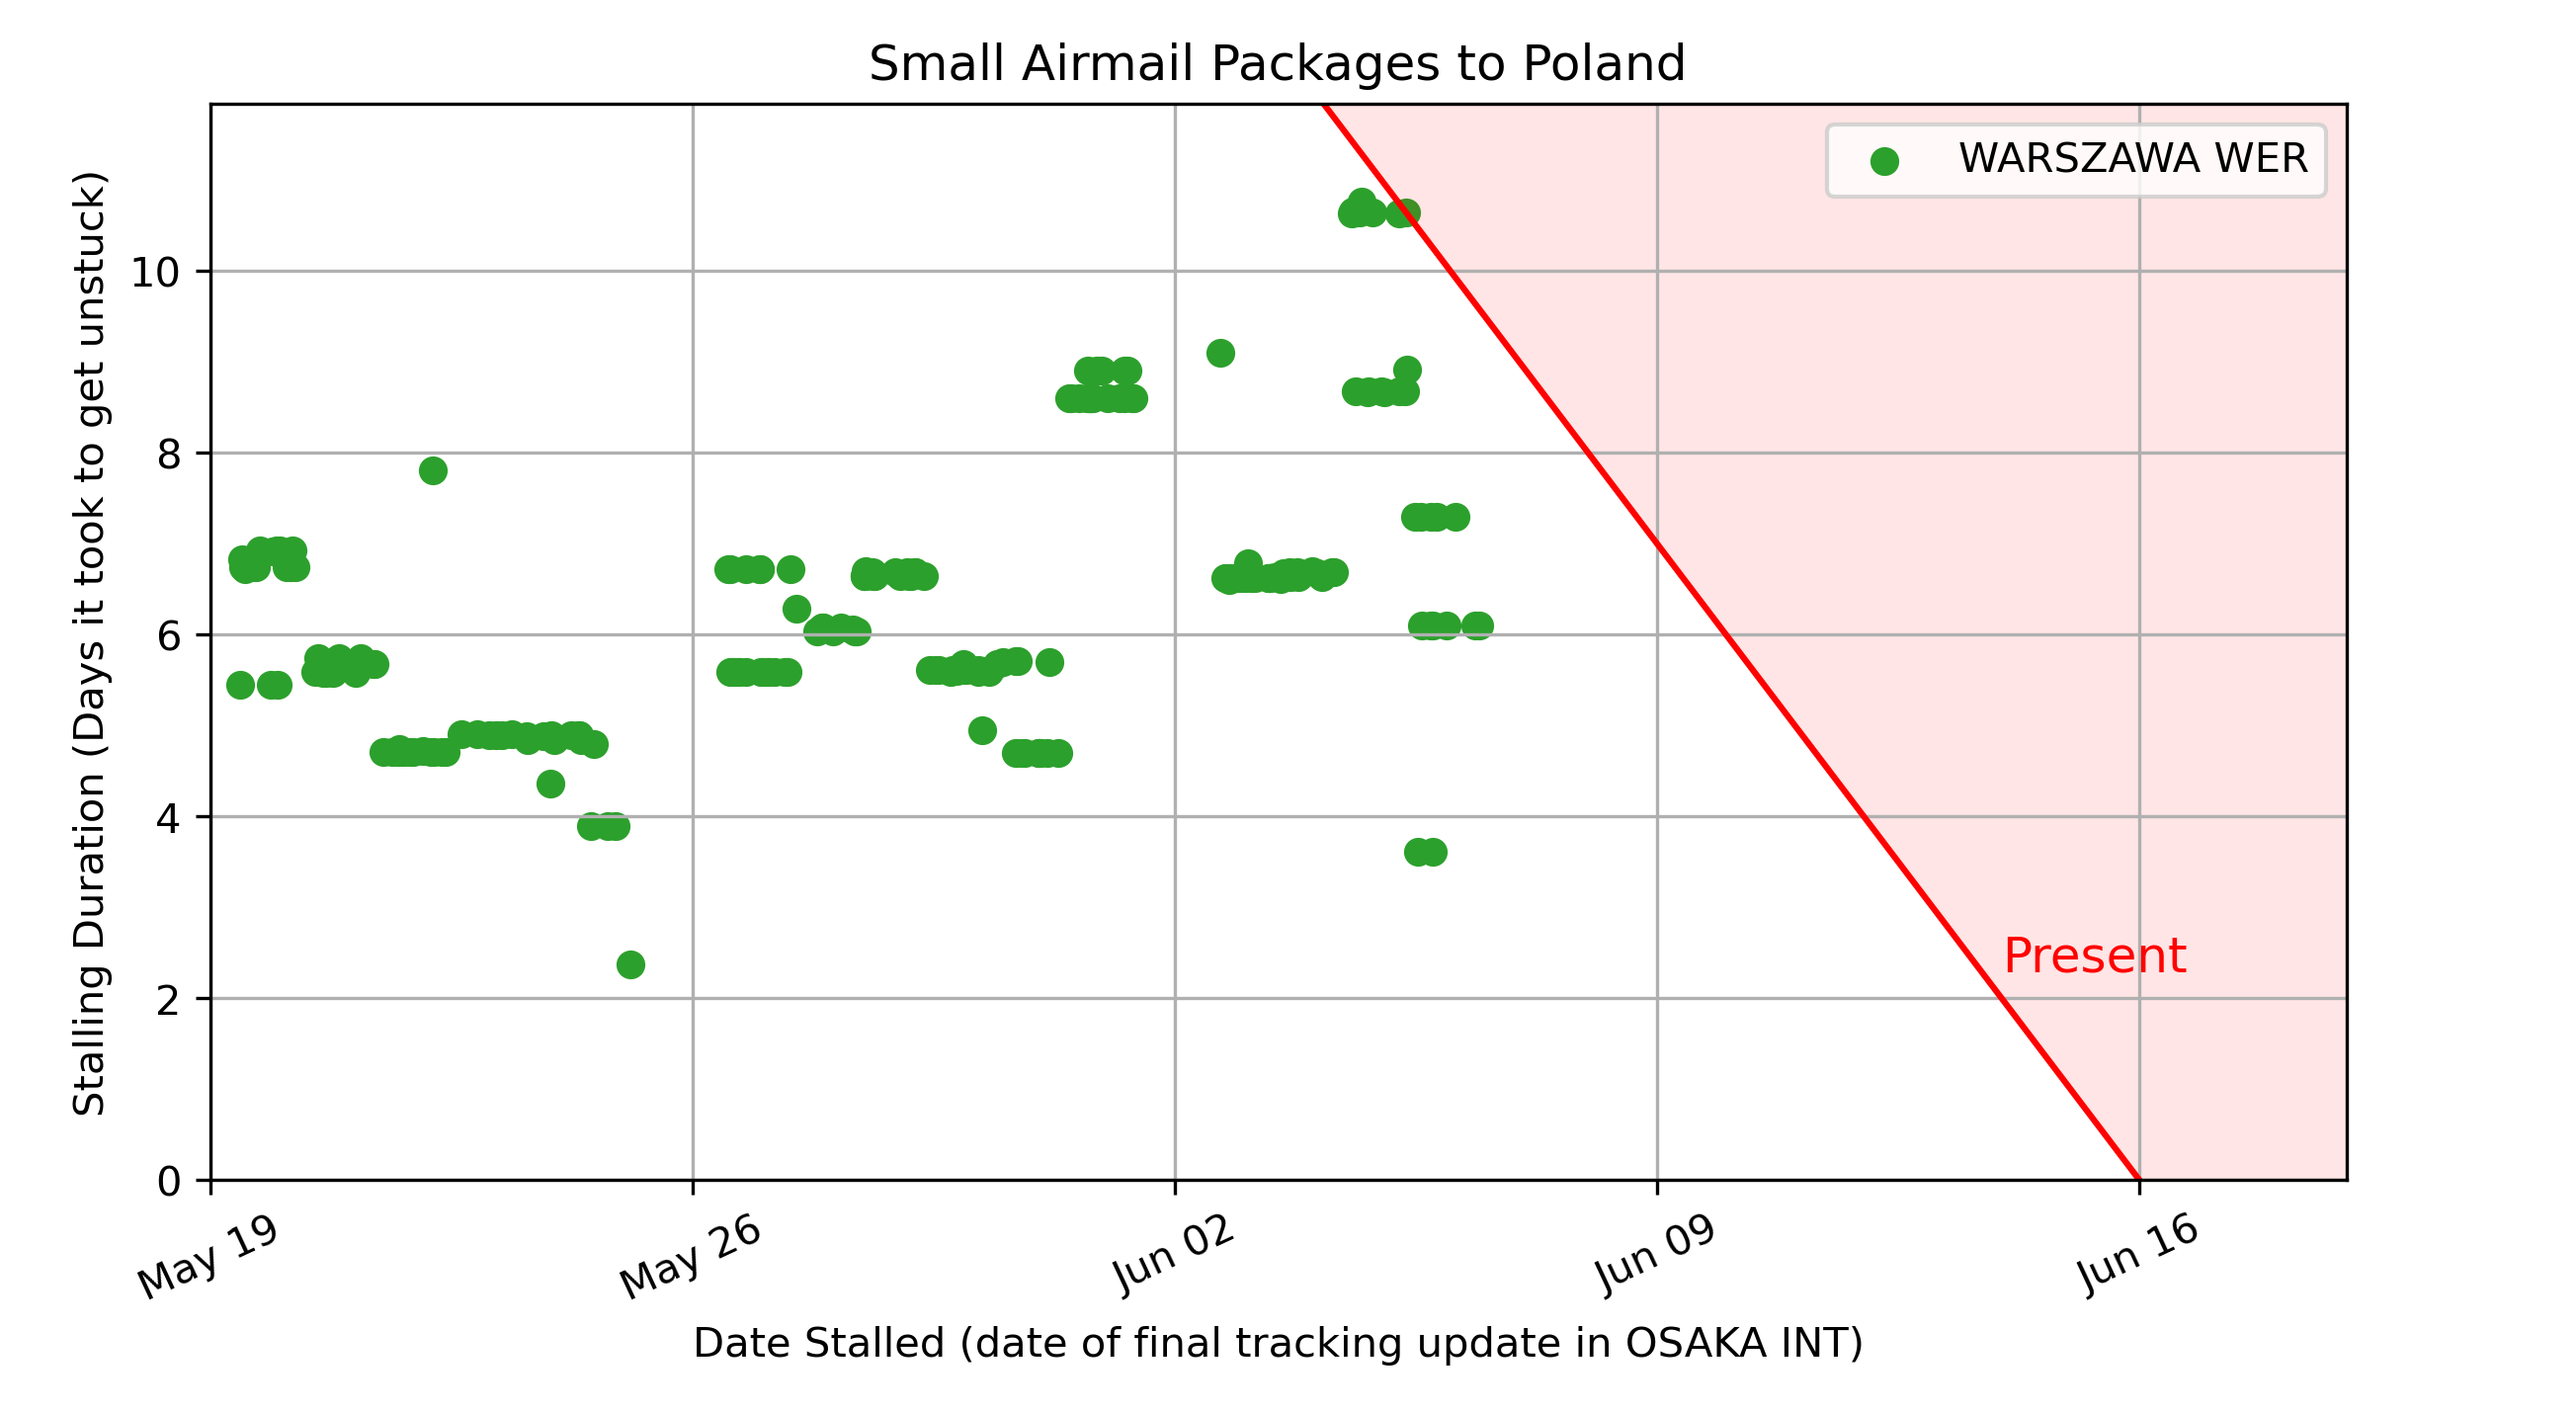 Small Airmail Packages to Poland
WARSZAWA WER
Stalling Duration (Days it took to get unstuck)
10
8
6
4
2
0
Present
May 19
May 26
Jun 02
Jun 09
Jun 16
Date Stalled (date of final tracking update in OSAKA INT)